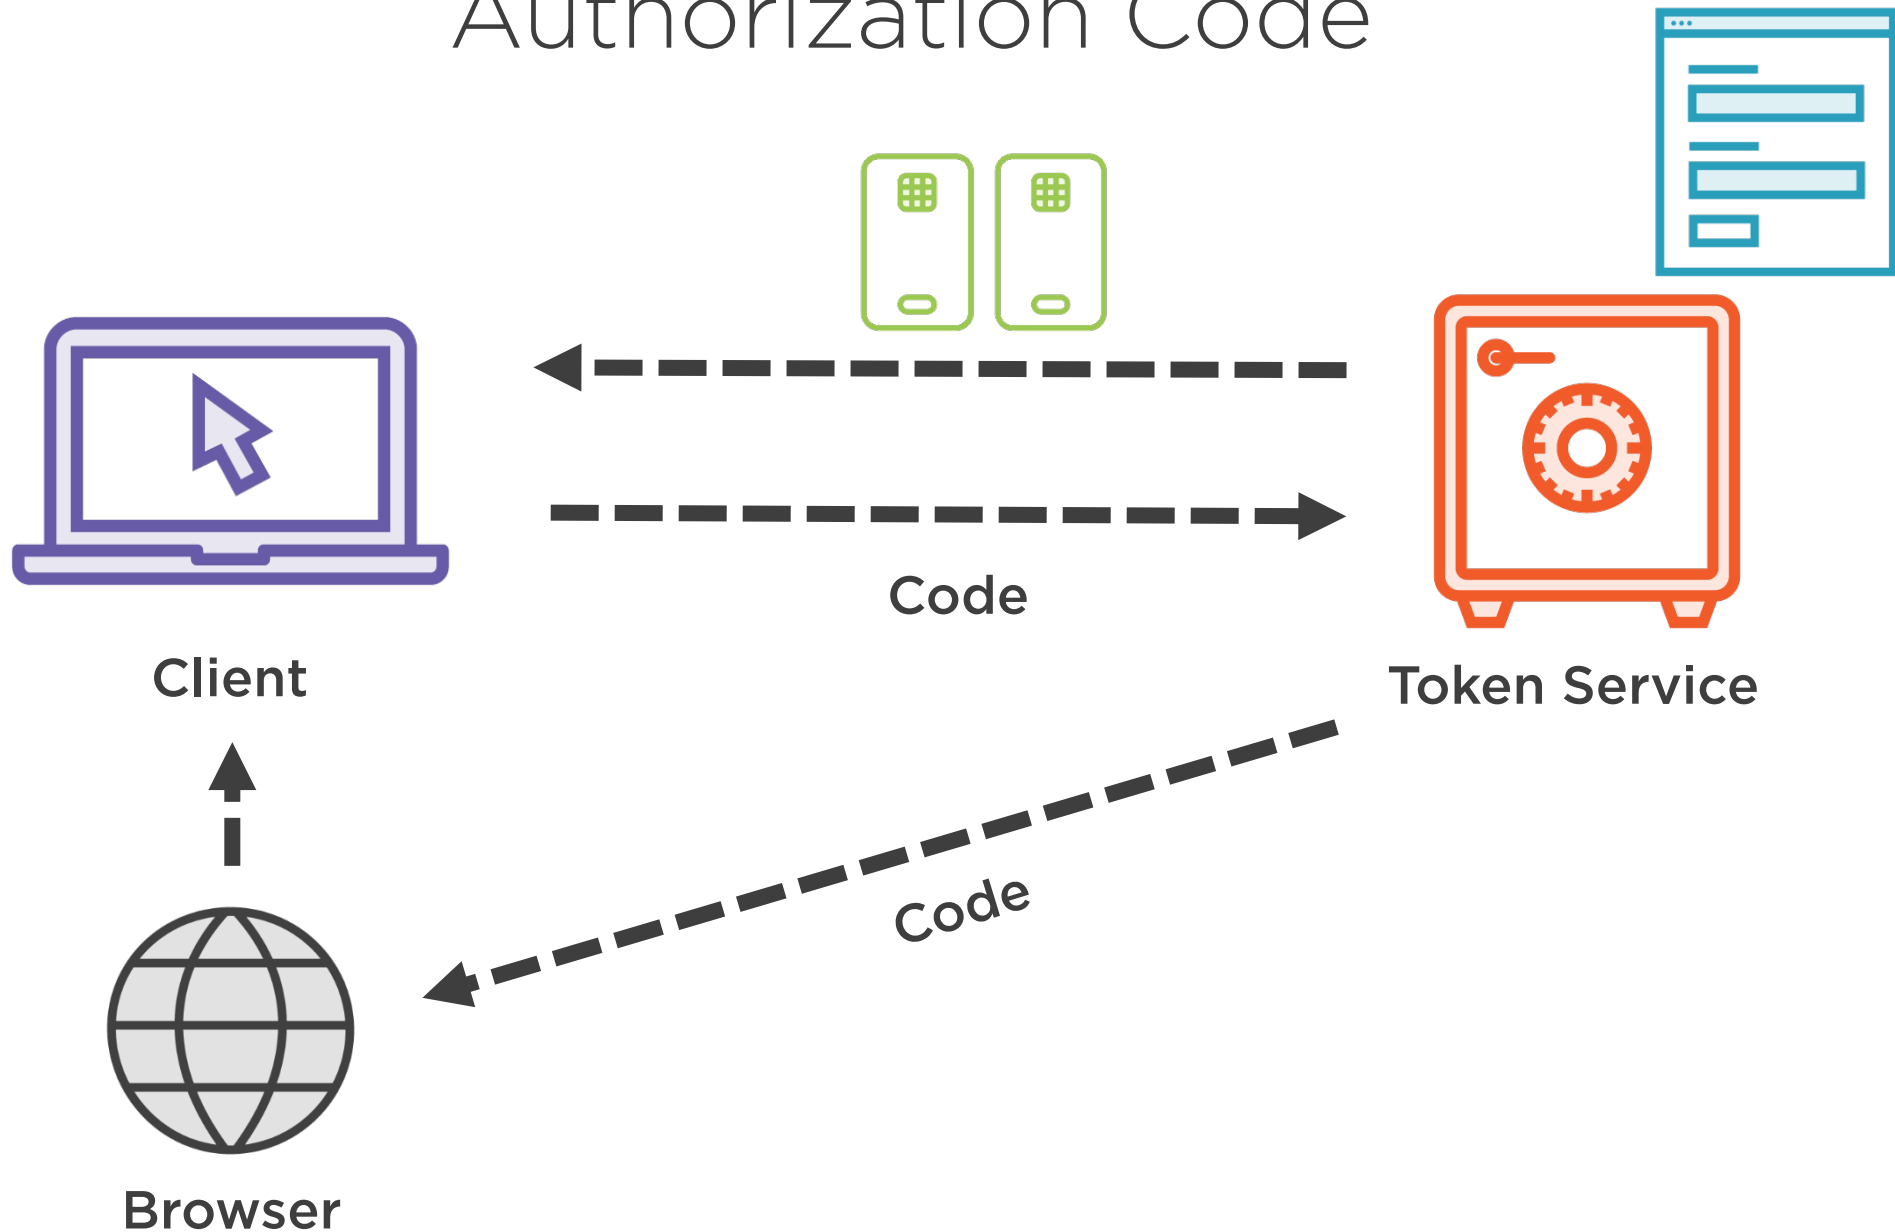 Authorization Code
Code
Client
Token Service
Code
Browser